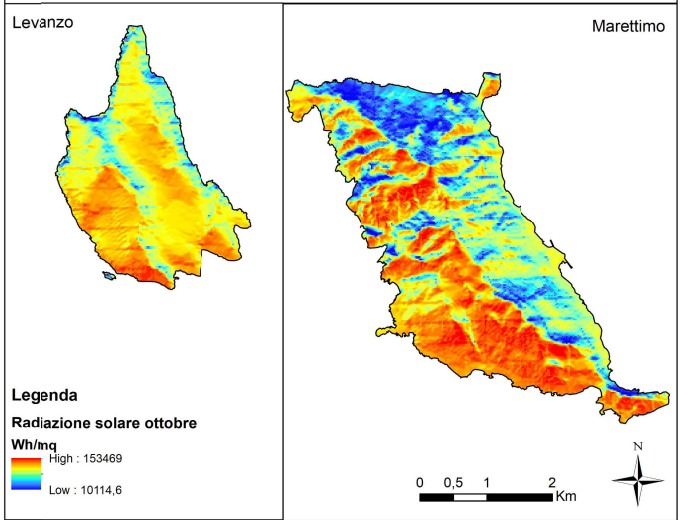 Levanzo
Marettimo
Legenda
Radiazione solare ottobre
Wh/mq
High : 153469
Low : 10114,6
N
0 0,5 1 2
Km